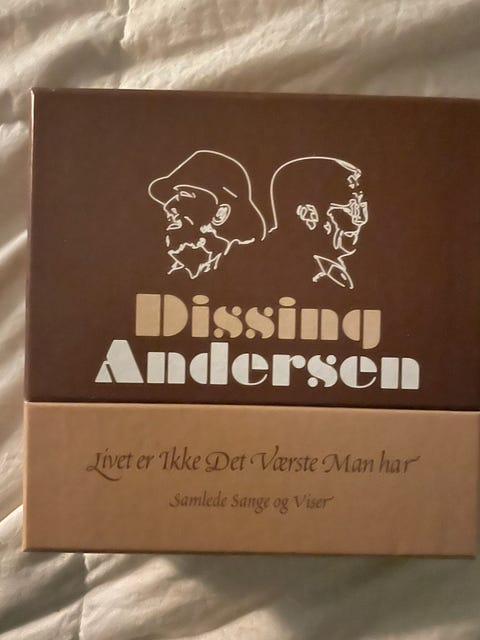 Dissing
Andersen
Livet er Ikke Det Værste Man har
Samlede Sange og Viser